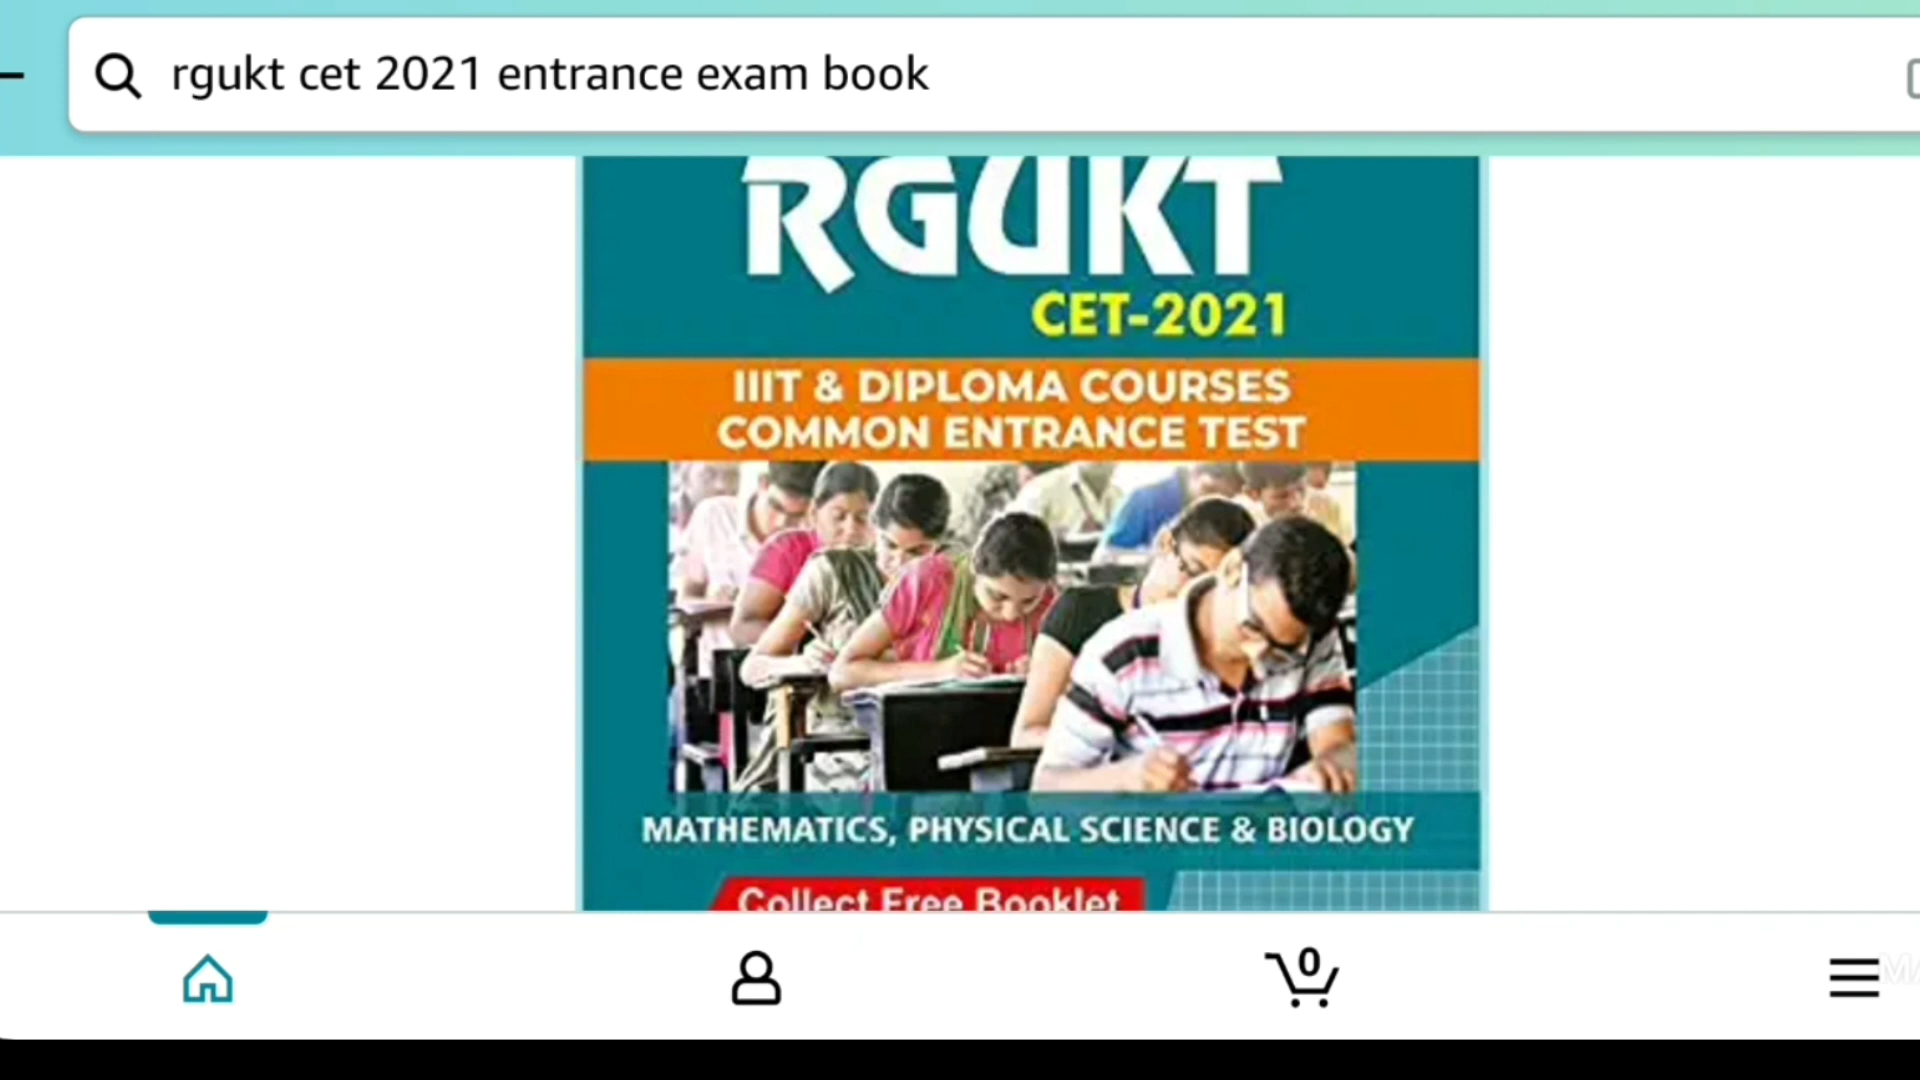 rgukt cet 2021 entrance exam book
RGUKT
CET-2021
IIIT & DIPLOMA COURSES
COMMON ENTRANCE TEST
MATHEMATICS, PHYSICAL SCIENCE & BIOLOGY
Collect Free Booklet
0